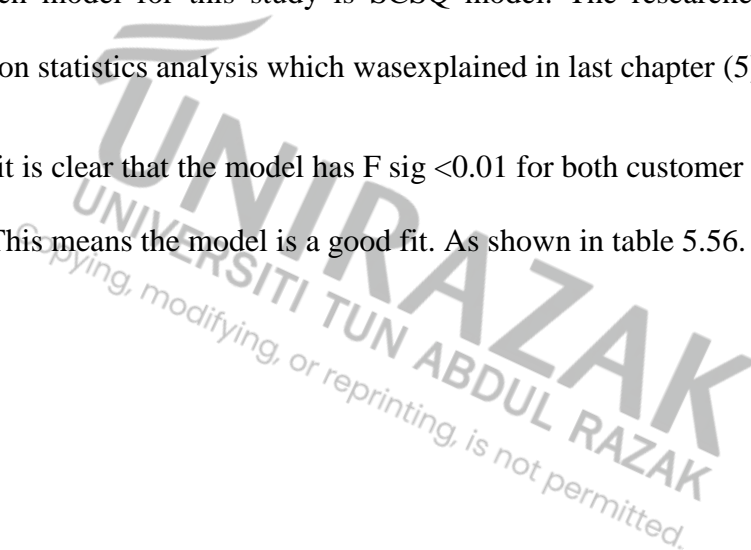 en model for this study is SCSQ model. The researche
on statistics analysis which wasexplained in last chapter (5
it is clear that the model has F sig <0.01 for both customer
This means the model is a good fit. As shown in table 5.56.
UNIRAZAK
UNIVERSITI TUN ABDUL RAZAK
Copying, modifying, or reprinting, is not permitted.